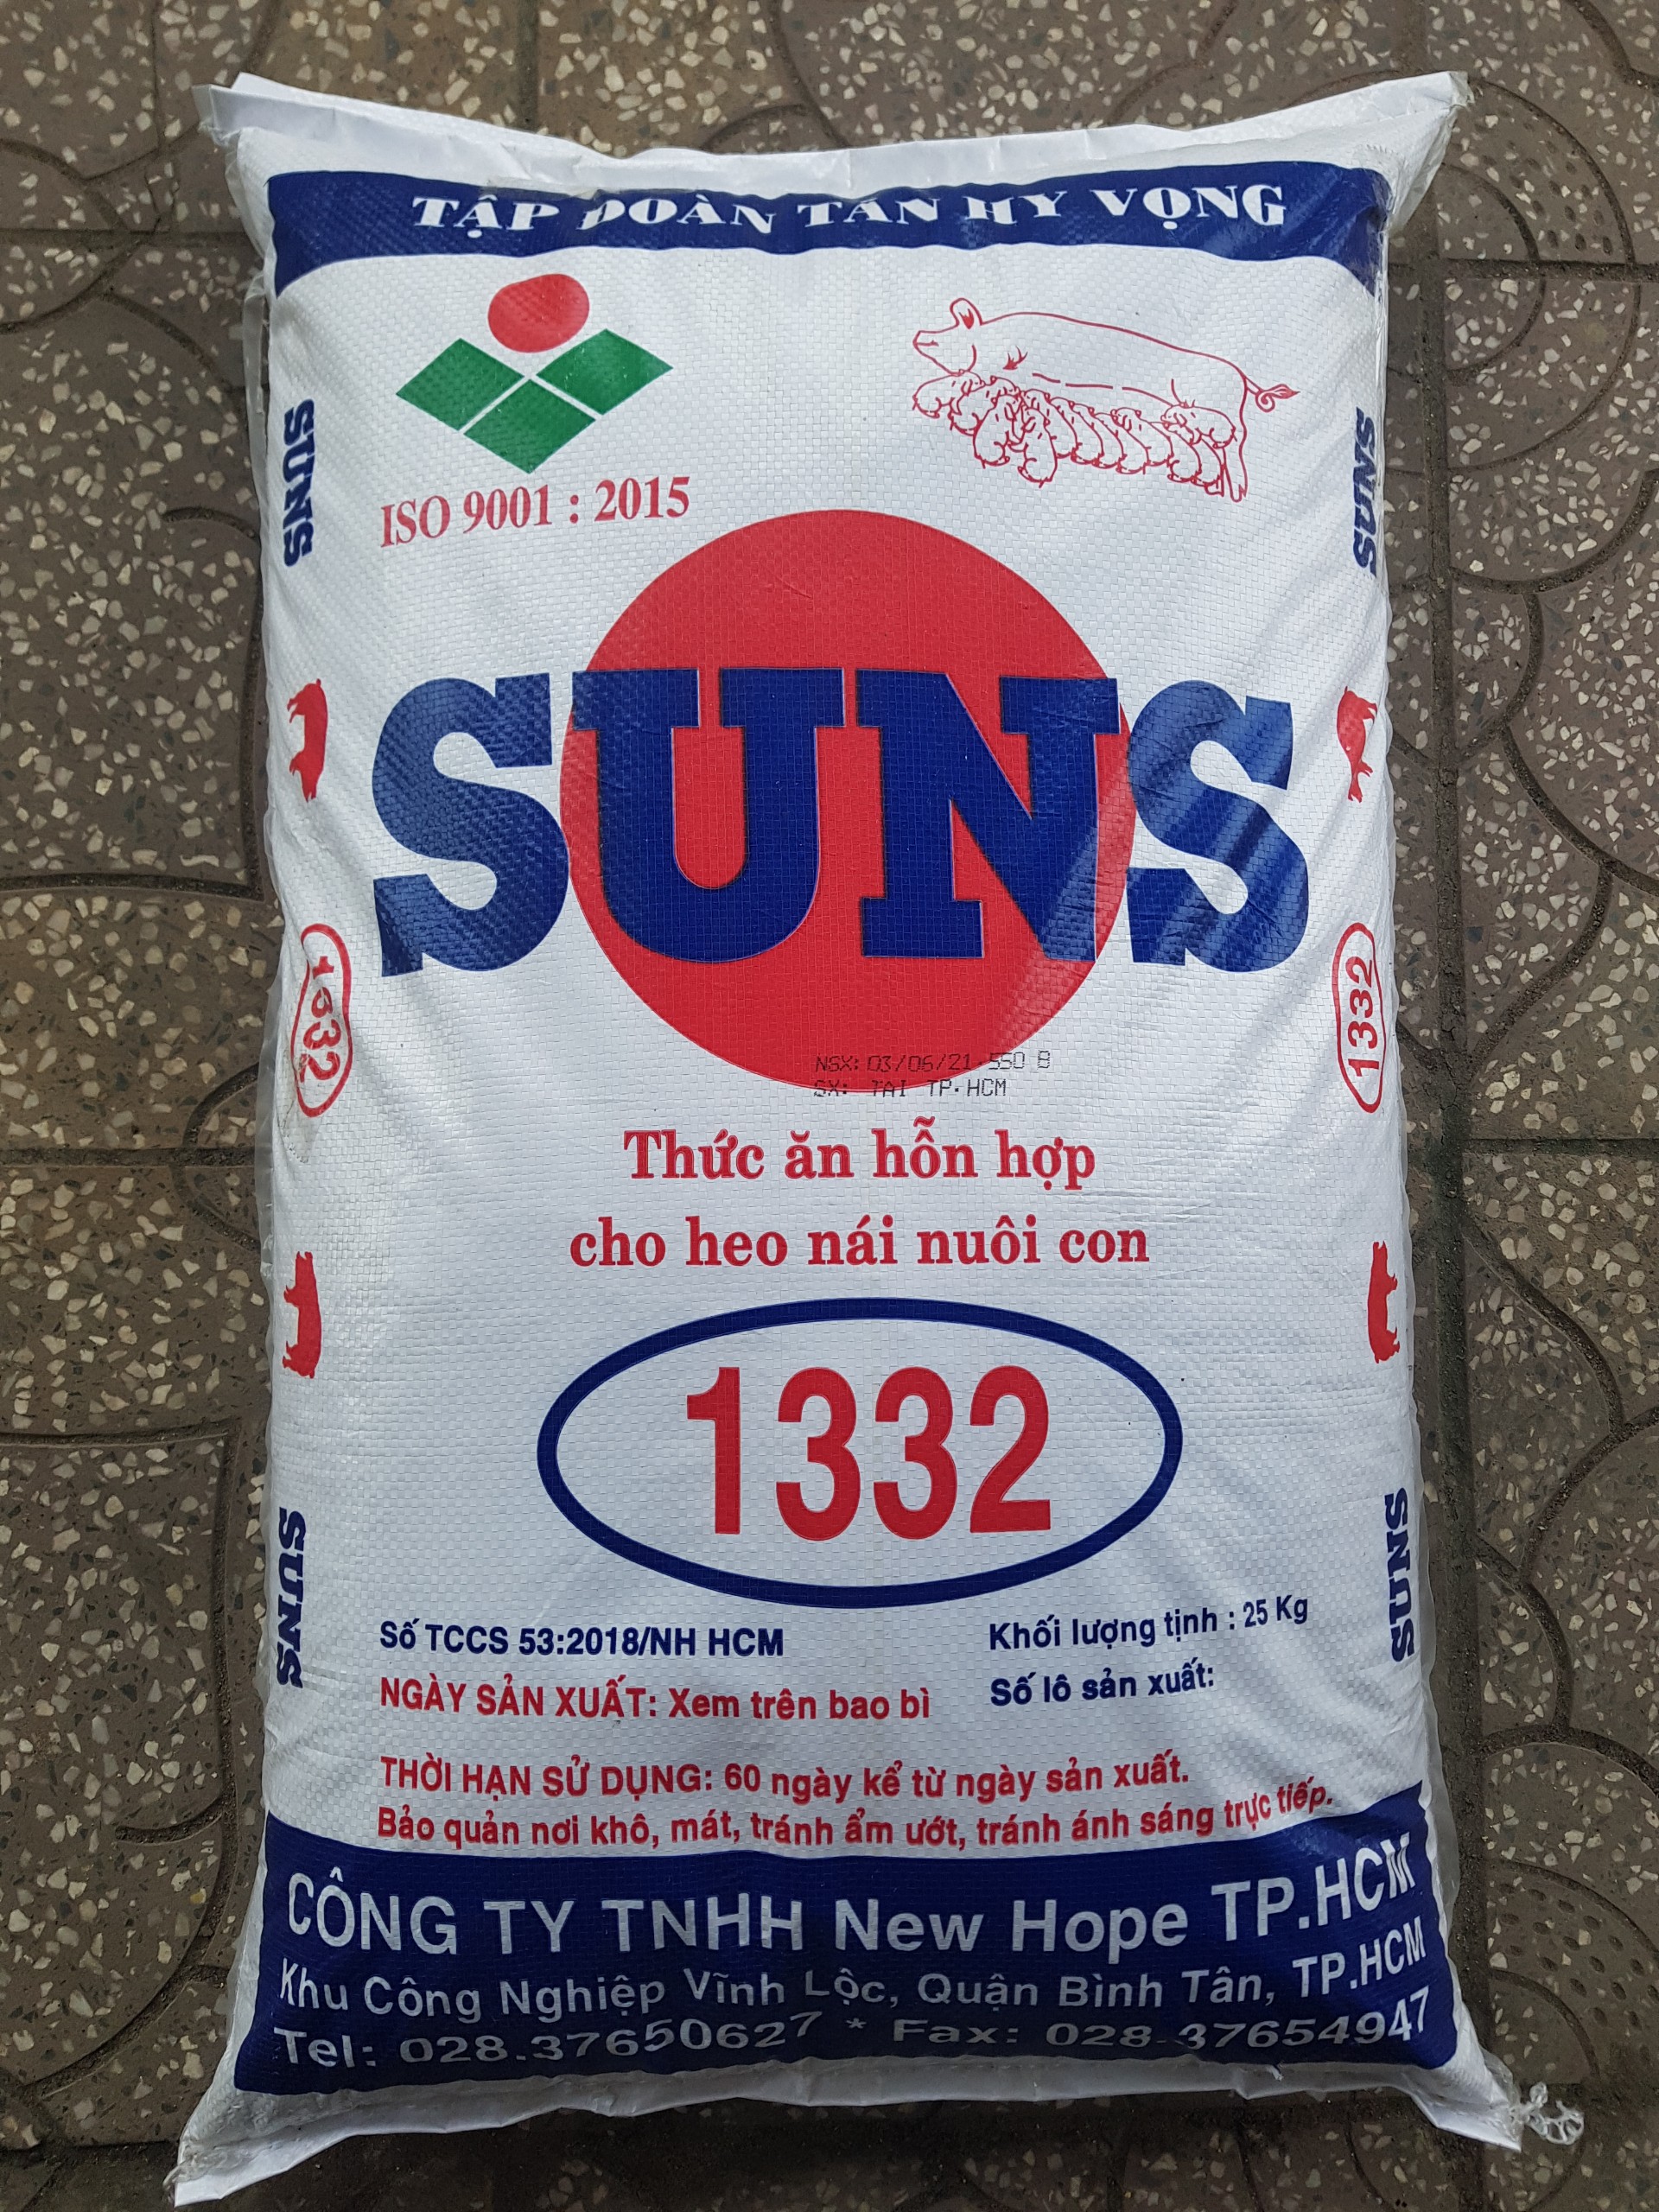 TẬP ĐOÀN TÂN HY VỌNG
ISO 9001 : 2015
SUNS
SUNS
SUNS
1332
1332
NSX: 03/06/21 550 B
SX: TAI TP.HCM
Thức ăn hỗn hợp
cho heo nái nuôi con
1332
SUNS
SUNS
Số TCCS 53:2018/NH HCM
Khối lượng tịnh : 25 Kg
NGÀY SẢN XUẤT: Xem trên bao bì
Số lô sản xuất:
THỜI HẠN SỬ DỤNG: 60 ngày kể từ ngày sản xuất.
Bảo quản nơi khô, mát, tránh ẩm ướt, tránh ánh sáng trực tiếp.
CÔNG TY TNHH New Hope TP.HCM
Khu Công Nghiệp Vĩnh Lộc, Quận Bình Tân, TP.HCM
Tel: 028.37650627 * Fax: 028-37654947